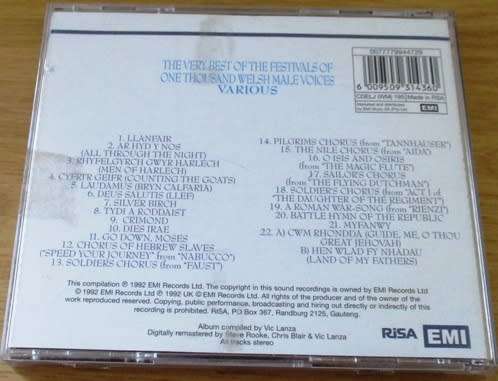 THE VERY BEST OF THE FESTIVALS OF
ONE THOUSAND WELSH MALE VOICES
VARIOUS
0077779944729
6 009509 314360
CDELJ (WM) 195 Made in RSA
EMI
1. LLANFAIR
2. AR HYD Y NOS
(ALL THROUGH THE NIGHT)
3. RHYFELGYRCH GWYR HARLECH
(MEN OF HARLECH)
4. CYFRI'R GEIFR (COUNTING THE GOATS)
5. LAUDAMUS (BRYN CALFARIA)
6. DEUS SALUTIS (LLEF)
7. SILVER BIRCH
8. TYDI A RODDAIST
9. CRIMOND
10. DIES IRAE
11. GO DOWN, MOSES
12. CHORUS OF HEBREW SLAVES
("SPEED YOUR JOURNEY" from "NABUCCO")
13. SOLDIERS CHORUS (from "FAUST")
14. PILGRIMS CHORUS (from "TANNHAUSER")
15. THE NILE CHORUS (from "AIDA")
16. O ISIS AND OSIRIS
(from "THE MAGIC FLUTE")
17. SAILORS CHORUS
(from "THE FLYING DUTCHMAN")
18. SOLDIERS CHORUS (from "ACT 1 of
"THE DAUGHTER OF THE REGIMENT")
19. A ROMAN WAR-SONG (from "RIENZI")
20. BATTLE HYMN OF THE REPUBLIC
21. MYFANWY
22. A) CWM RHONDDA (GUIDE, ME, O THOU
GREAT JEHOVAH)
B) HEN WLAD FY NHADAU
(LAND OF MY FATHERS)
This compilation ℗ 1992 EMI Records Ltd. The copyright in this sound recordings is owned by EMI Records Ltd.
© 1992 EMI Records Ltd ℗ 1992 UK © EMI Records Ltd. All rights of the producer and of the owner of the
work reproduced reserved. Copying, public performance, broadcasting and hiring out directly or indirectly of this
recording is prohibited. RiSA, PO Box 367, Randburg 2125, Gauteng.
Album compiled by Vic Lanza
Digitally remastered by Steve Rooke, Chris Blair & Vic Lanza
All tracks stereo
RiSA EMI